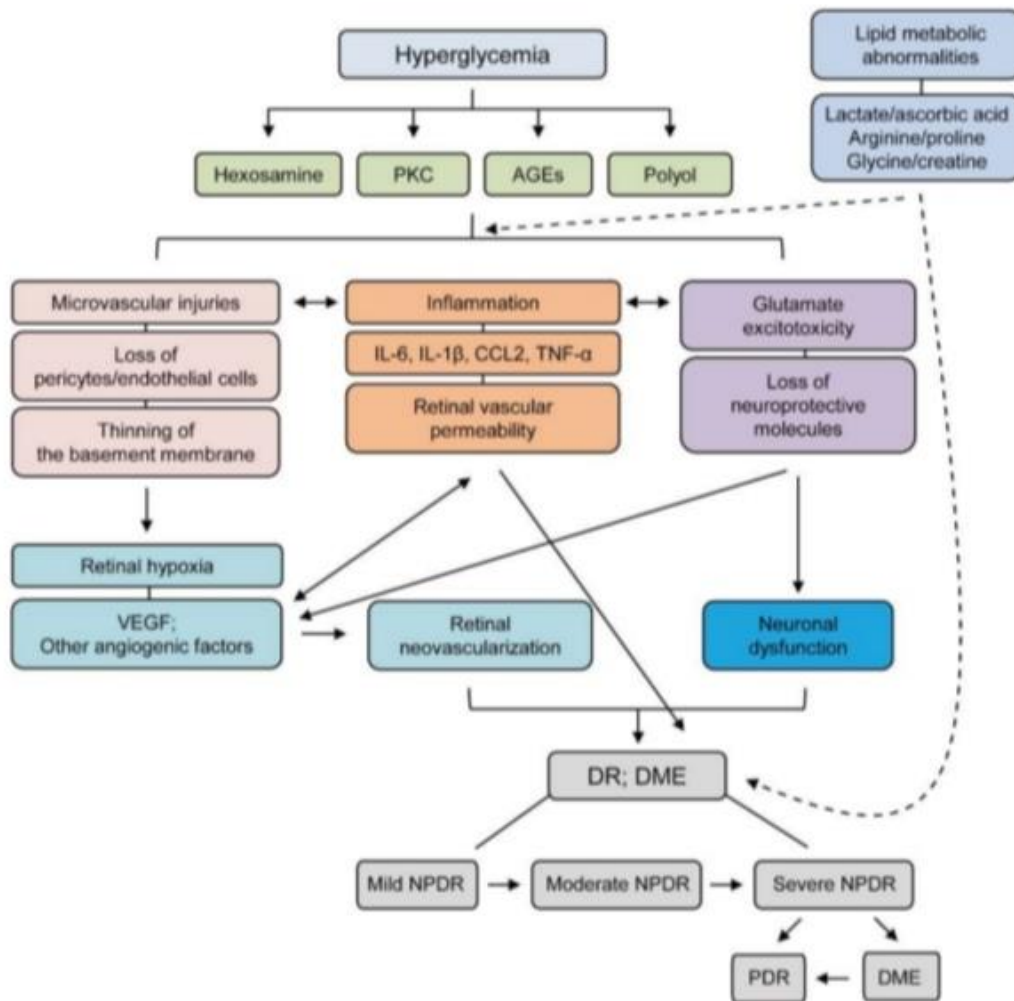 Hyperglycemia
Lipid metabolic
abnormalities
Lactate/ascorbic acid
Arginine/proline
Glycine/creatine
Hexosamine
PKC
AGEs
Polyol
Microvascular injuries
Loss of
pericytes/endothelial cells
Thinning of
the basement membrane
Inflammation
IL-6, IL-1β, CCL2, TNF-α
Retinal vascular
permeability
Glutamate
excitotoxicity
Loss of
neuroprotective
molecules
Retinal hypoxia
VEGF;
Other angiogenic factors
Retinal
neovascularization
Neuronal
dysfunction
DR; DME
Mild NPDR
Moderate NPDR
Severe NPDR
PDR
DME